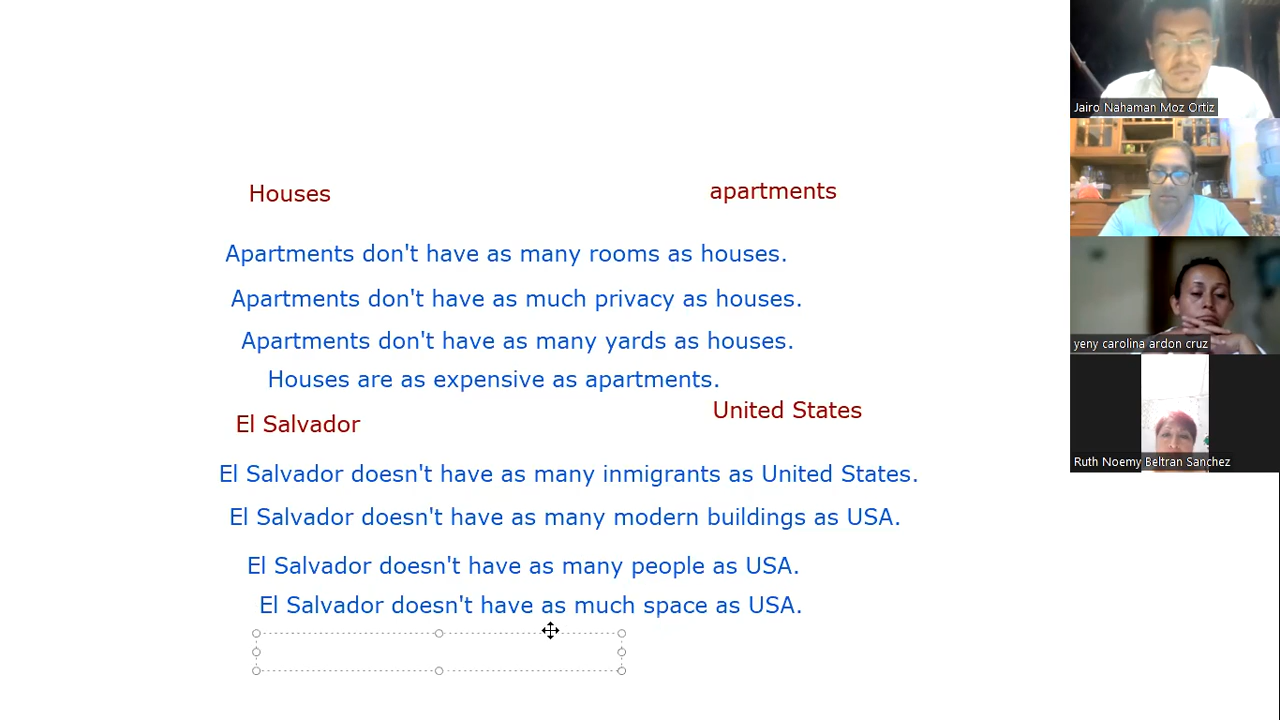 Houses
apartments
Apartments don't have as many rooms as houses.
Apartments don't have as much privacy as houses.
Apartments don't have as many yards as houses.
Houses are as expensive as apartments.
El Salvador
United States
El Salvador doesn't have as many inmigrants as United States.
El Salvador doesn't have as many modern buildings as USA.
El Salvador doesn't have as many people as USA.
El Salvador doesn't have as much space as USA.
Jairo Nahaman Moz Ortiz
yeny carolina ardon cruz
Ruth Noemy Beltran Sanchez